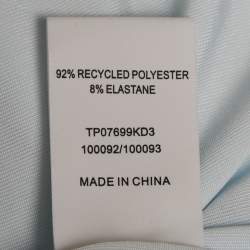 92% RECYCLED POLYESTER
8% ELASTANE
TP07699KD3
100092/100093
MADE IN CHINA